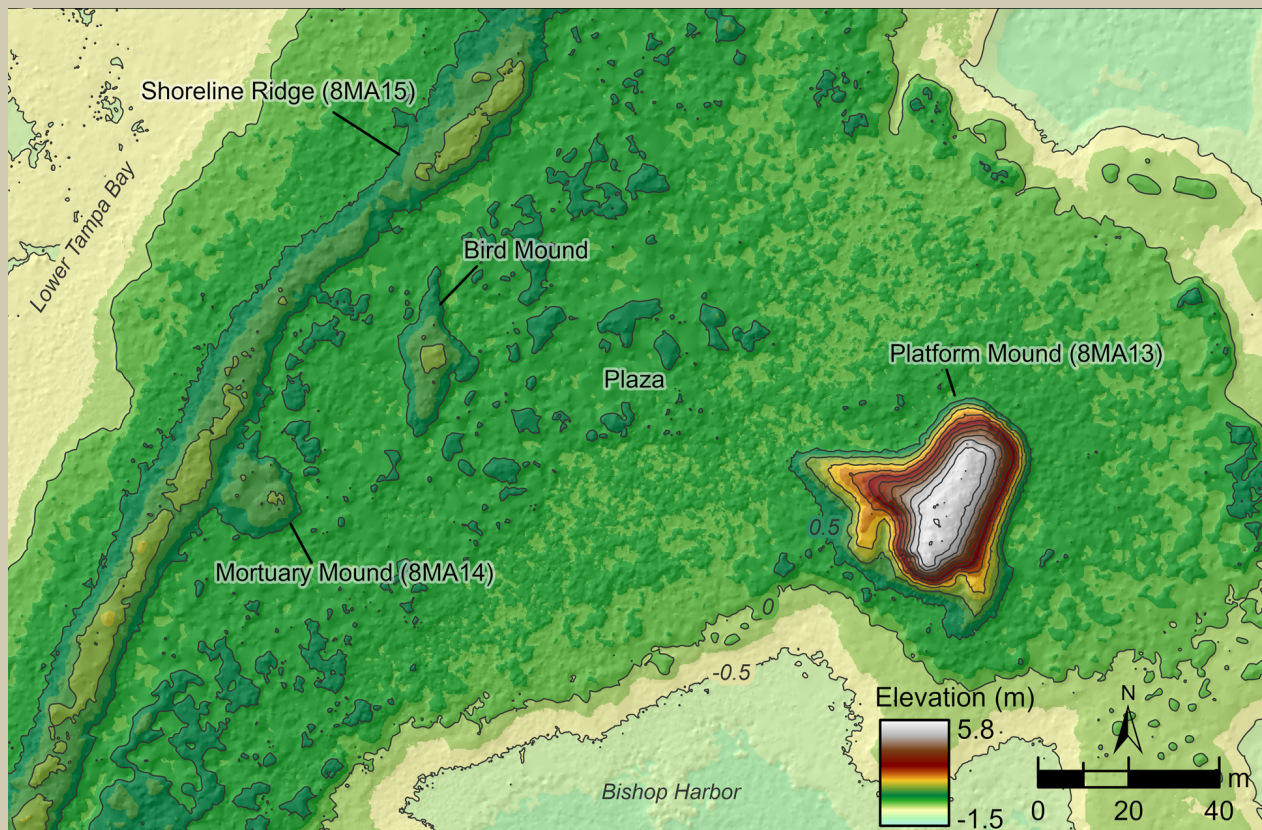 Shoreline Ridge (8MA15)
Lower Tampa Bay
Bird Mound
Platform Mound (8MA13)
Plaza
0.5
Mortuary Mound (8MA14)
0
-0.5
Elevation (m)
5.8
-1.5
N
m
0 20 40
Bishop Harbor